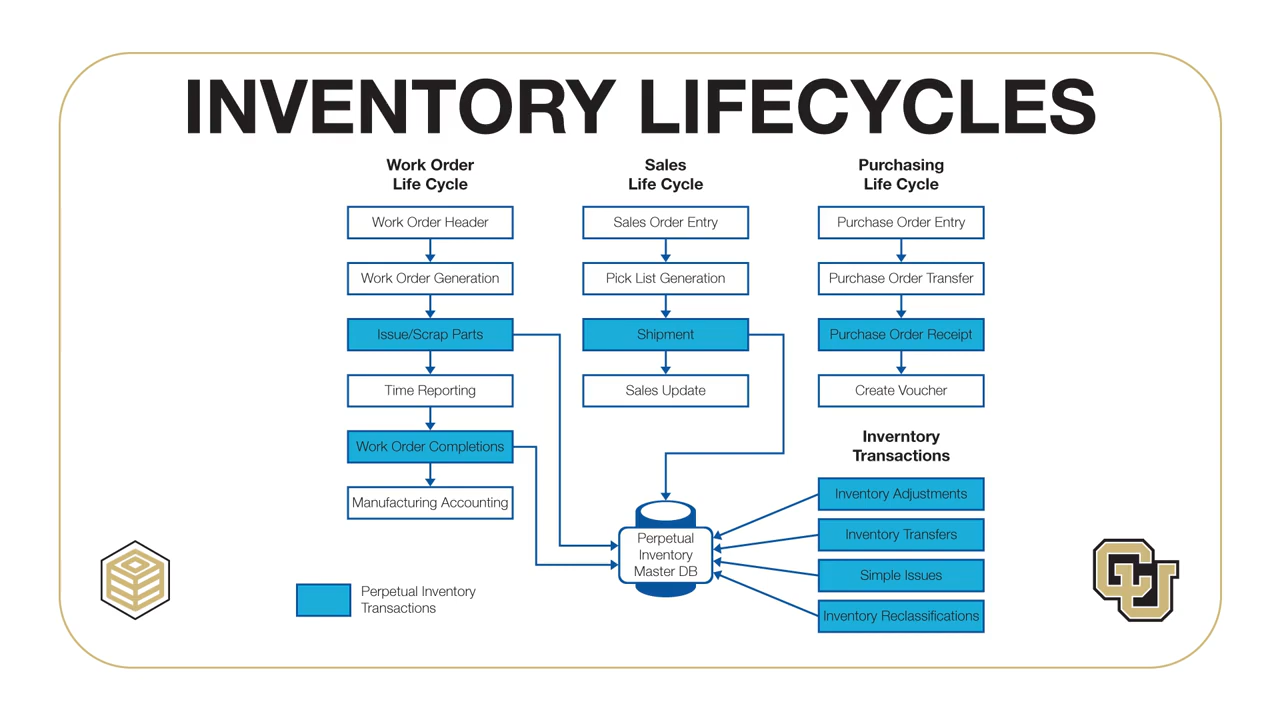 INVENTORY LIFECYCLES
Work Order
Life Cycle
Work Order Header
Work Order Generation
Issue/Scrap Parts
Time Reporting
Work Order Completions
Manufacturing Accounting
Sales
Life Cycle
Sales Order Entry
Pick List Generation
Shipment
Sales Update
Purchasing
Life Cycle
Purchase Order Entry
Purchase Order Transfer
Purchase Order Receipt
Create Voucher
Inverntory
Transactions
Inventory Adjustments
Inventory Transfers
Simple Issues
Inventory Reclassifications
Perpetual
Inventory
Master DB
Perpetual Inventory
Transactions
CU